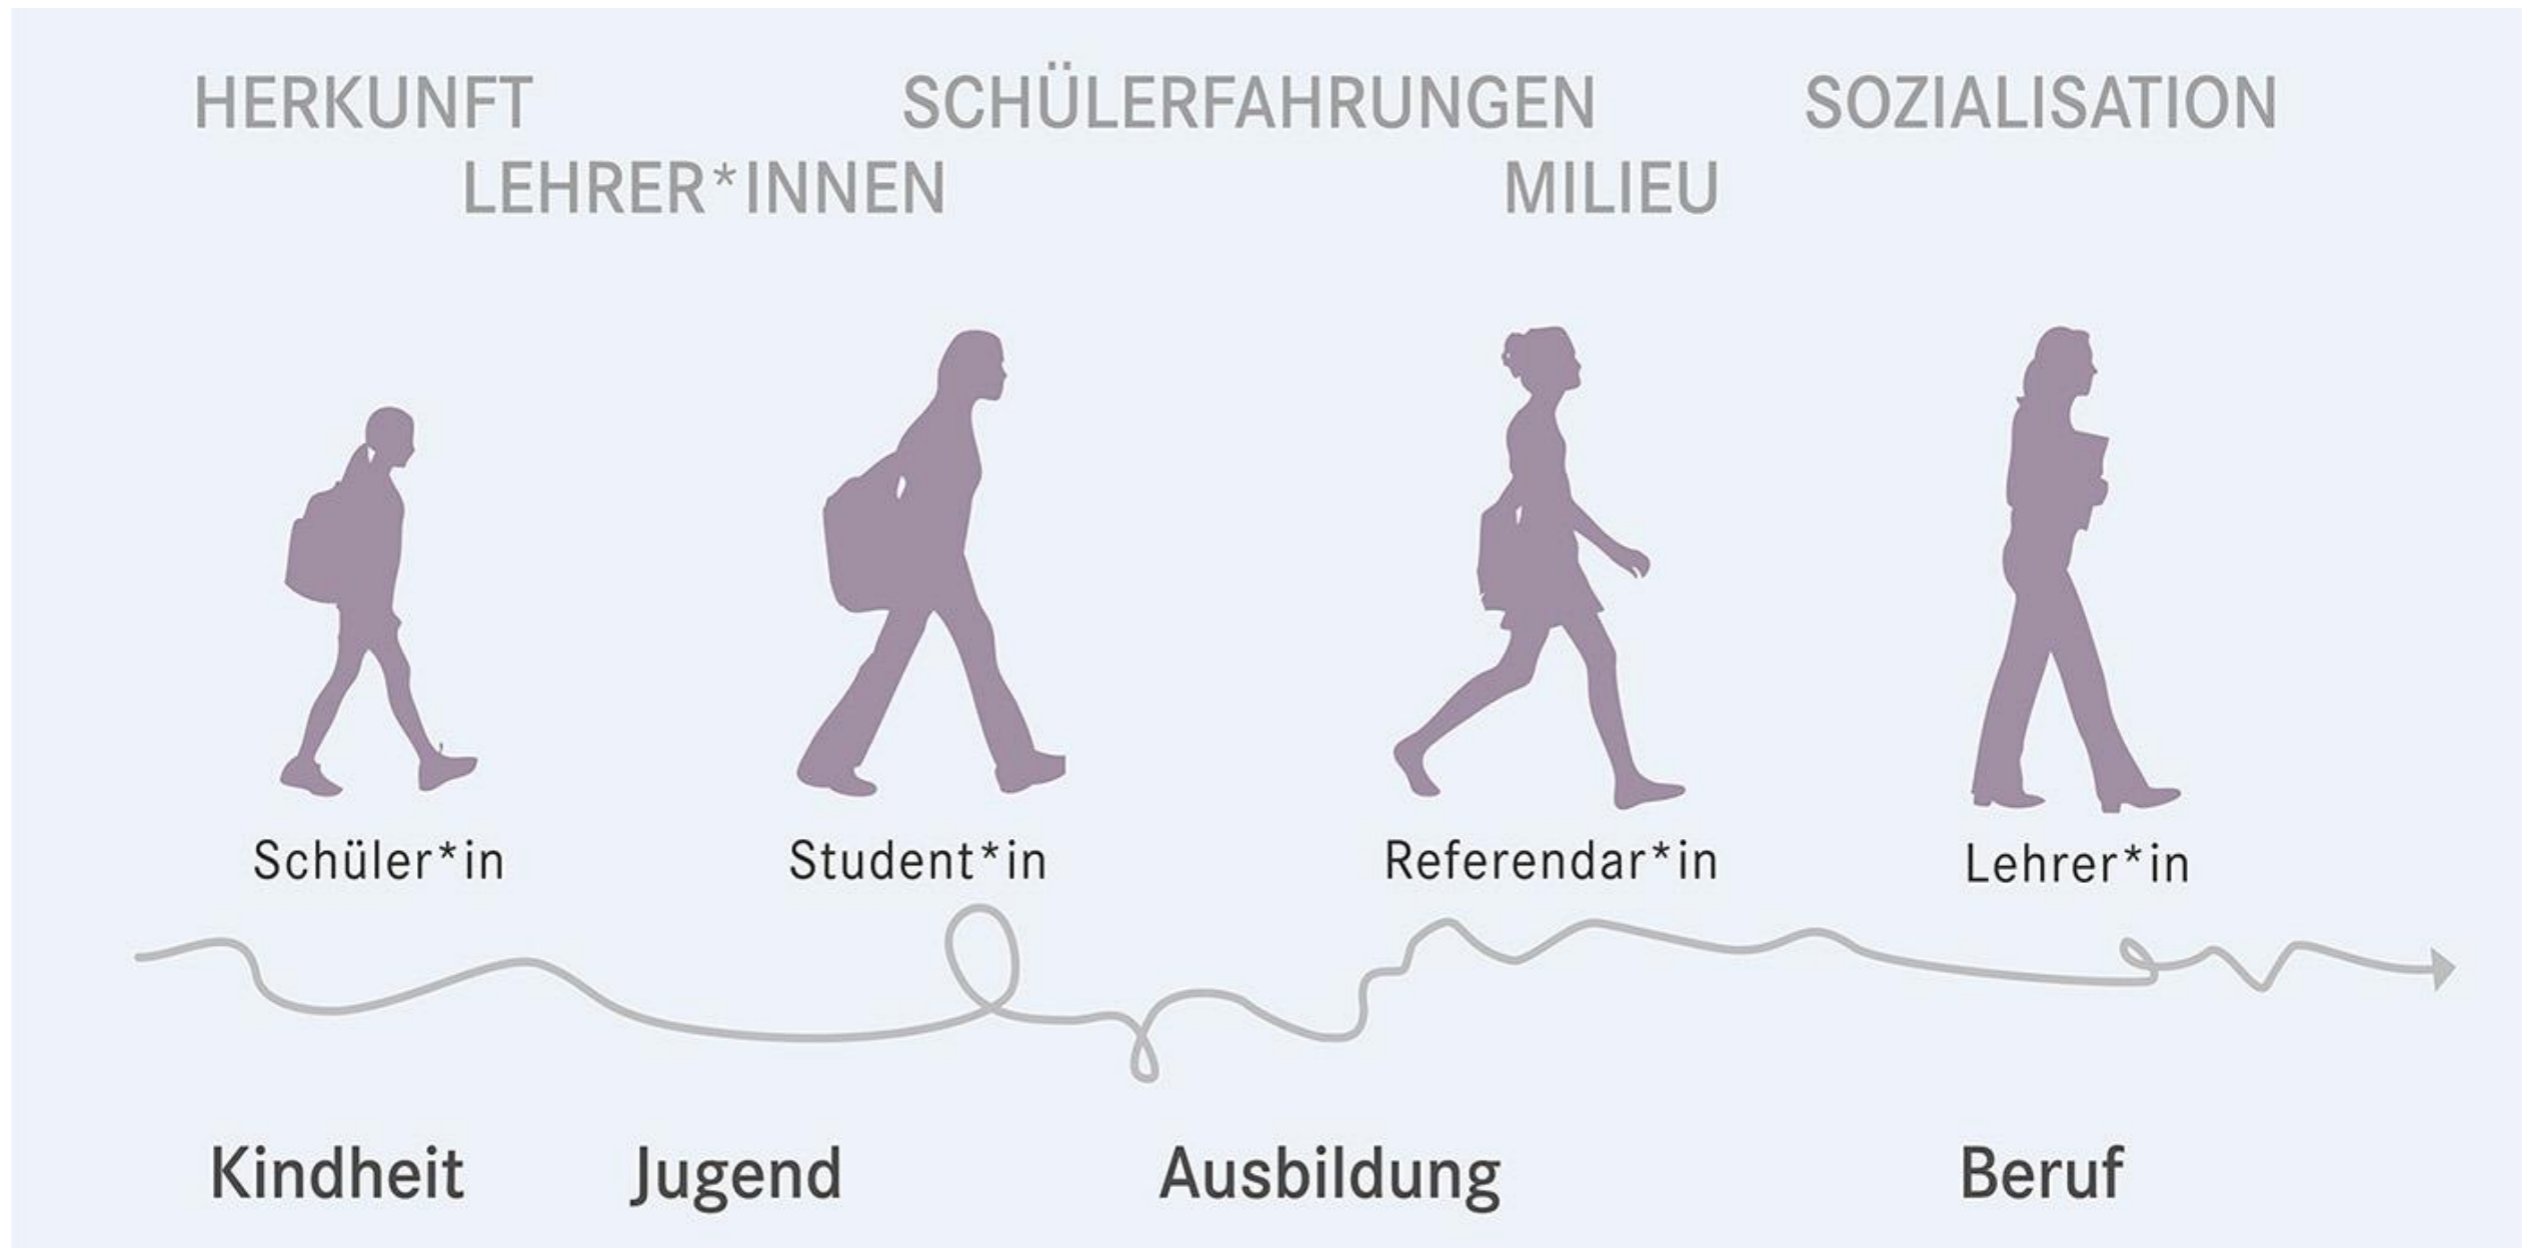 HERKUNFT SCHÜLERFAHRUNGEN SOZIALISATION
LEHRER*INNEN MILIEU
Schüler*in Student*in Referendar*in Lehrer*in
Kindheit Jugend Ausbildung Beruf